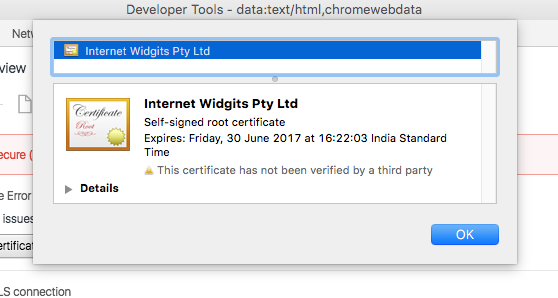 Developer Tools - data:text/html,chromewebdata
Internet Widgits Pty Ltd
Certificate
Root
Internet Widgits Pty Ltd
Self-signed root certificate
Expires: Friday, 30 June 2017 at 16:22:03 India Standard
Time
This certificate has not been verified by a third party
Details
OK
Netw
view
ecure (
e Error
issues
ertifica
LS connection